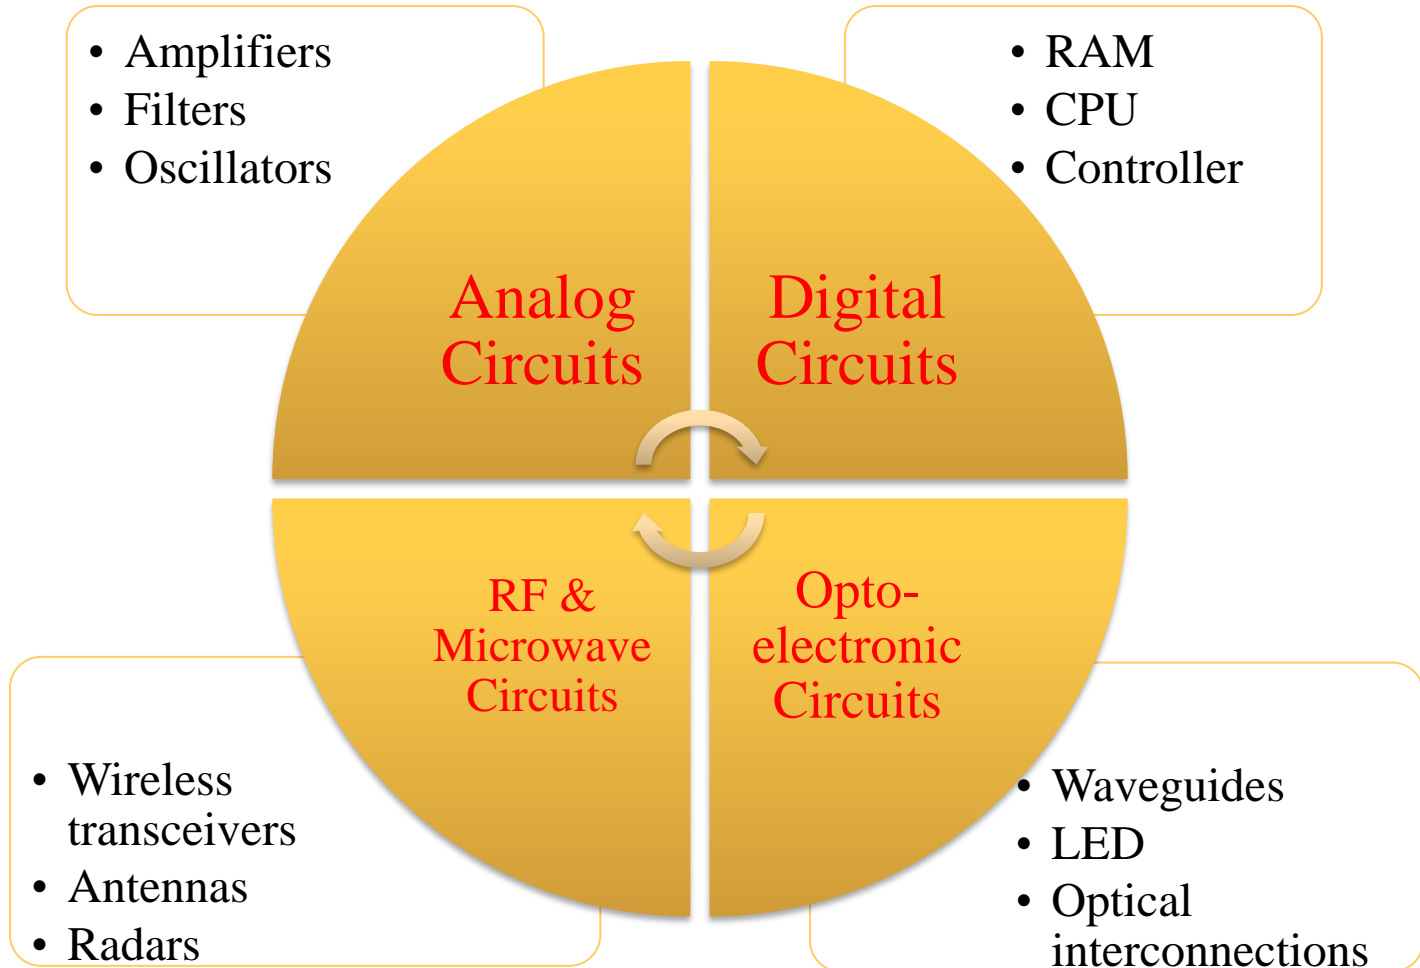 • Amplifiers
• Filters
• Oscillators
• RAM
• CPU
• Controller
Analog
Circuits
Digital
Circuits
RF &
Microwave
Circuits
Opto-
electronic
Circuits
• Wireless
transceivers
• Antennas
• Radars
• Waveguides
• LED
• Optical
interconnections